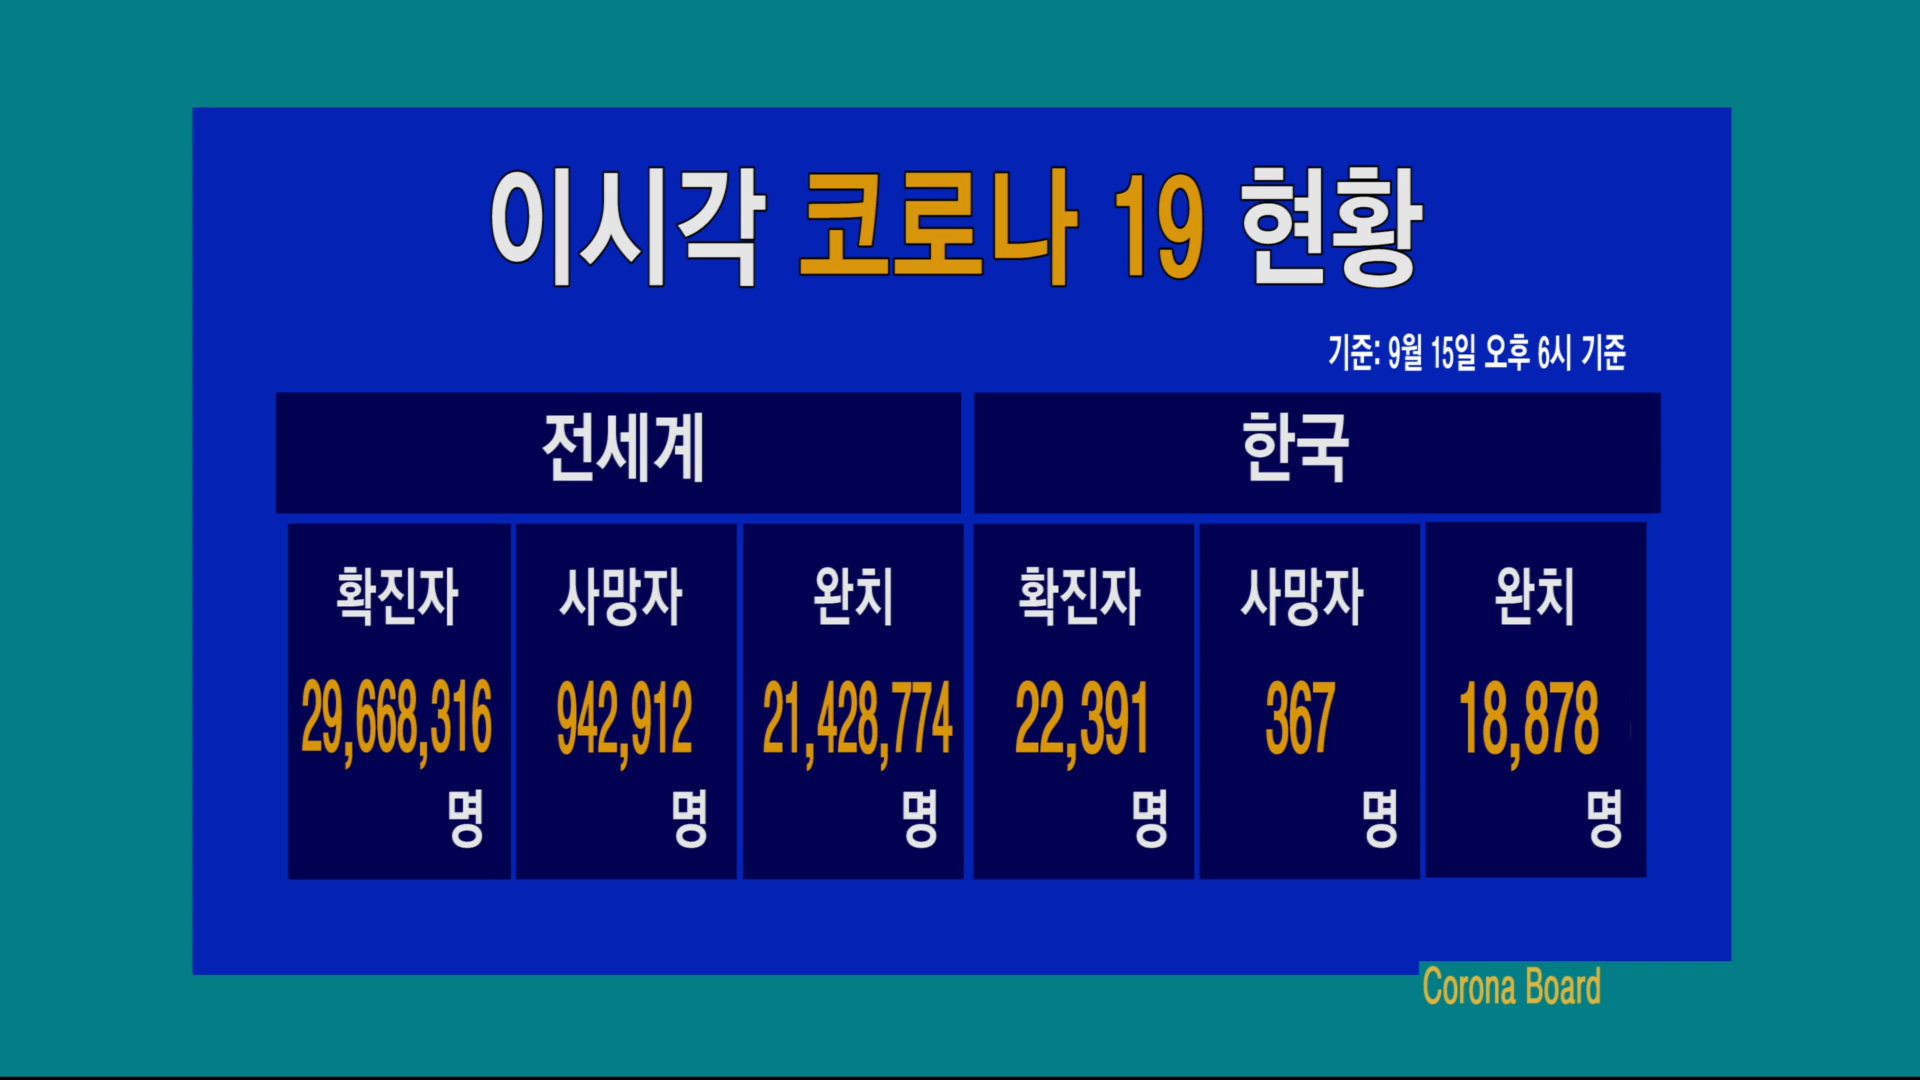 이시각 코로나 19 현황
기준: 9월 15일 오후 6시 기준
전세계 한국
확진자 사망자 완치 확진자 사망자 완치
29,668,316 942,912 21,428,774 22,391 367 18,878
명 명 명 명 명 명
Corona Board